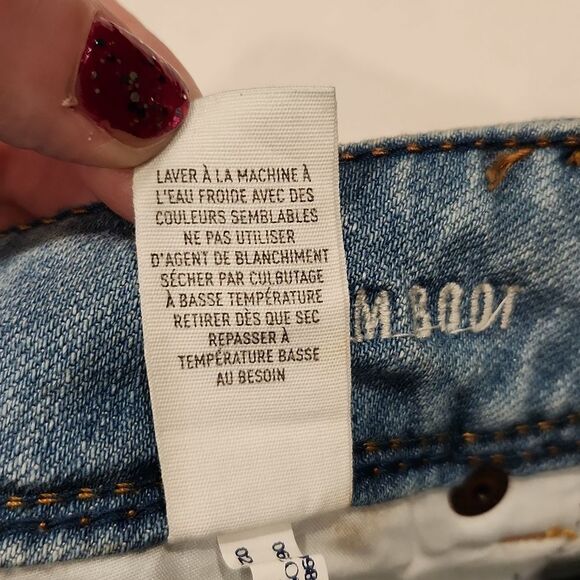 LAVER À LA MACHINE À
L'EAU FROIDE AVEC DES
COULEURS SEMBLABLES
NE PAS UTILISER
D'AGENT DE BLANCHIMENT
SÉCHER PAR CULBUTAGE
À BASSE TEMPÉRATURE
RETIRER DÈS QUE SEC
REPASSER À
TEMPÉRATURE BASSE
AU BESOIN
M BOOT